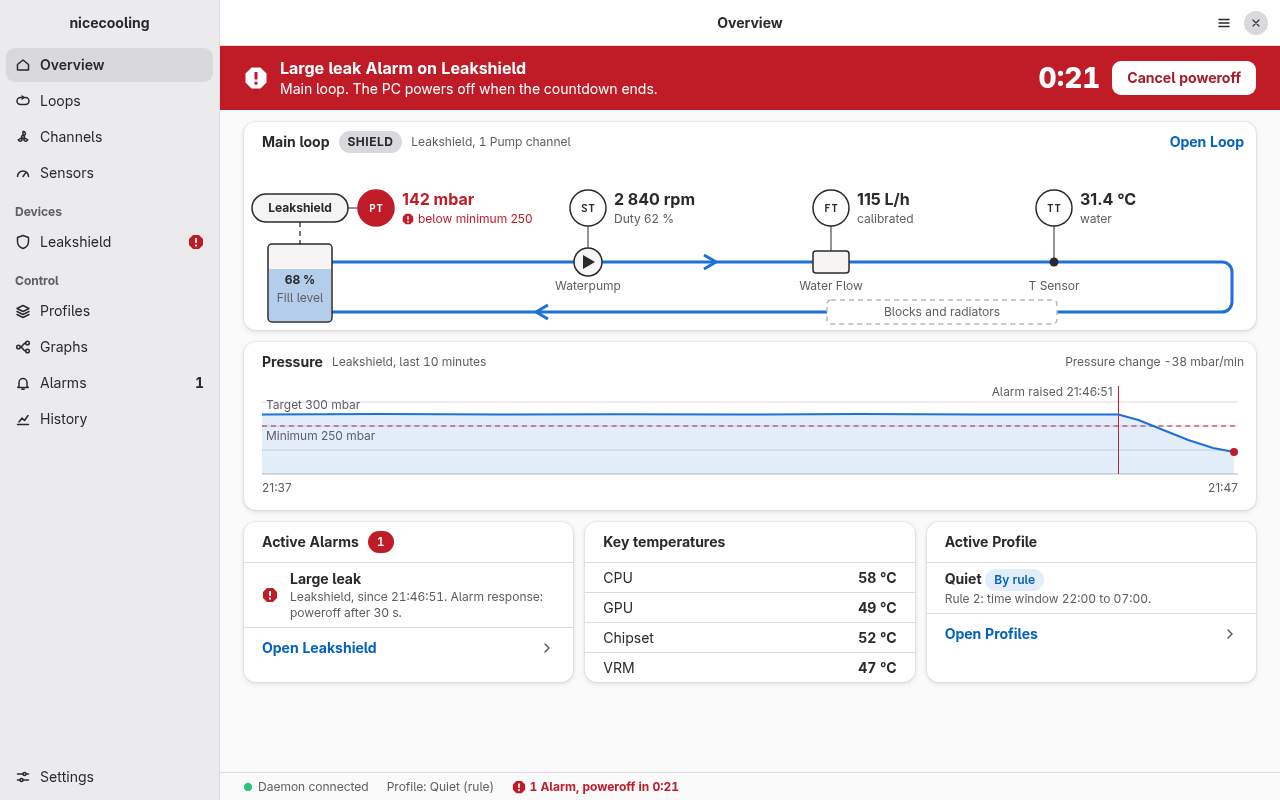 nicecooling
Overview
Overview
Loops
Channels
Sensors
Devices
Leakshield
Control
Profiles
Graphs
Alarms 1
History
Settings
Large leak Alarm on Leakshield
Main loop. The PC powers off when the countdown ends.
0:21
Cancel poweroff
Main loop SHIELD Leakshield, 1 Pump channel
Open Loop
Leakshield
PT
142 mbar
below minimum 250
ST
2 840 rpm
Duty 62 %
FT
115 L/h
calibrated
TT
31.4 °C
water
68 %
Fill level
Waterpump
Water Flow
T Sensor
Blocks and radiators
Pressure Leakshield, last 10 minutes
Pressure change -38 mbar/min
Alarm raised 21:46:51
Target 300 mbar
Minimum 250 mbar
21:37
21:47
Active Alarms 1
Large leak
Leakshield, since 21:46:51. Alarm response:
poweroff after 30 s.
Open Leakshield
Key temperatures
CPU 58 °C
GPU 49 °C
Chipset 52 °C
VRM 47 °C
Active Profile
Quiet By rule
Rule 2: time window 22:00 to 07:00.
Open Profiles
Daemon connected
Profile: Quiet (rule)
1 Alarm, poweroff in 0:21